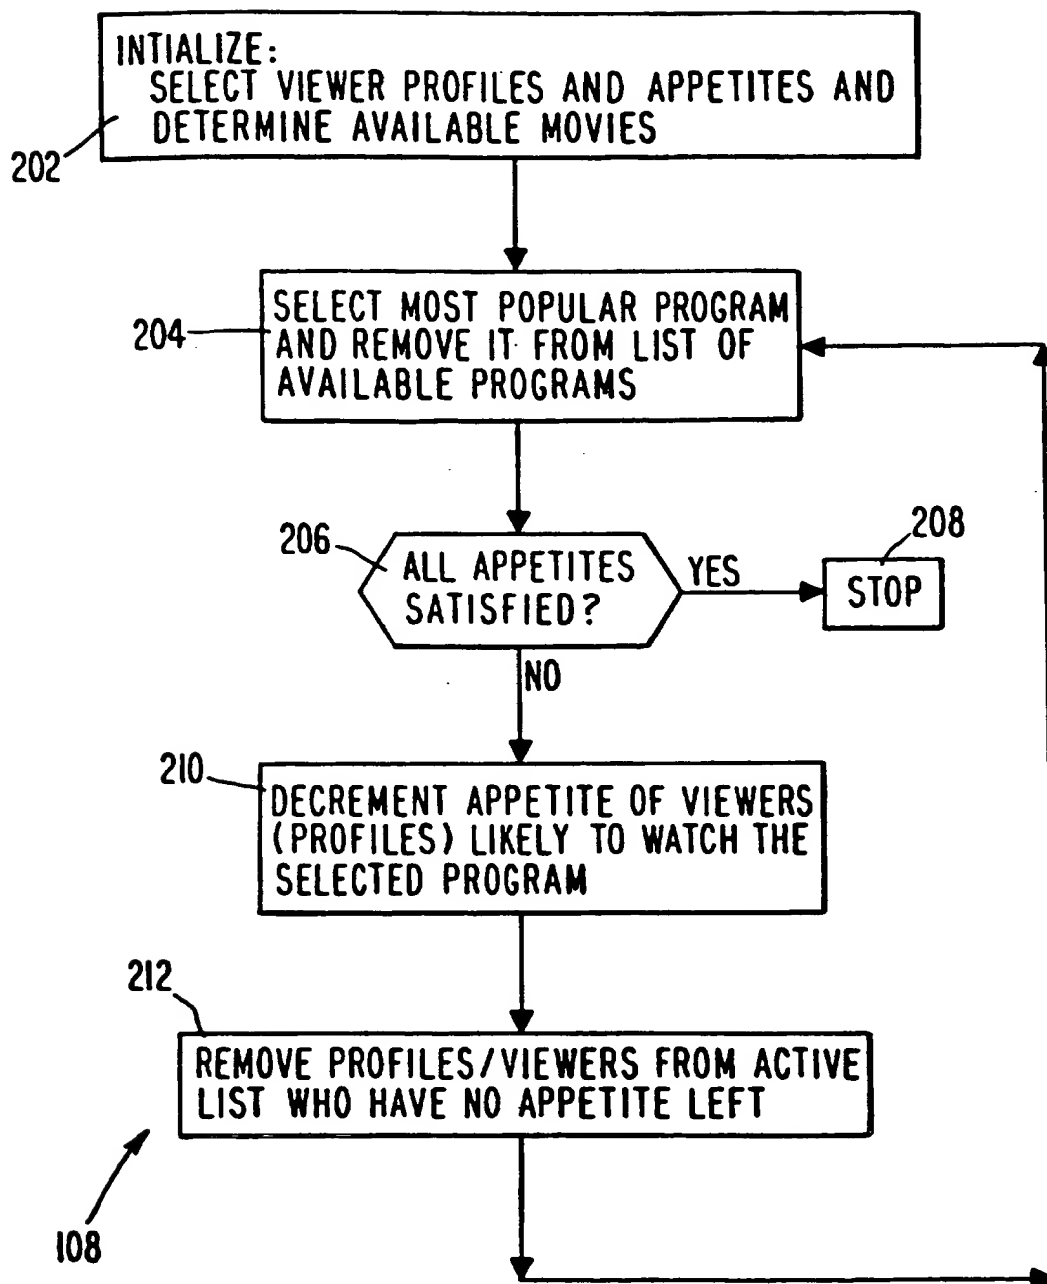 INTIALIZE:
SELECT VIEWER PROFILES AND APPETITES AND
DETERMINE AVAILABLE MOVIES
202
SELECT MOST POPULAR PROGRAM
AND REMOVE IT FROM LIST OF
AVAILABLE PROGRAMS
204
206
ALL APPETITES
SATISFIED?
YES
208
STOP
NO
210
DECREMENT APPETITE OF VIEWERS
(PROFILES) LIKELY TO WATCH THE
SELECTED PROGRAM
212
REMOVE PROFILES/VIEWERS FROM ACTIVE
LIST WHO HAVE NO APPETITE LEFT
108